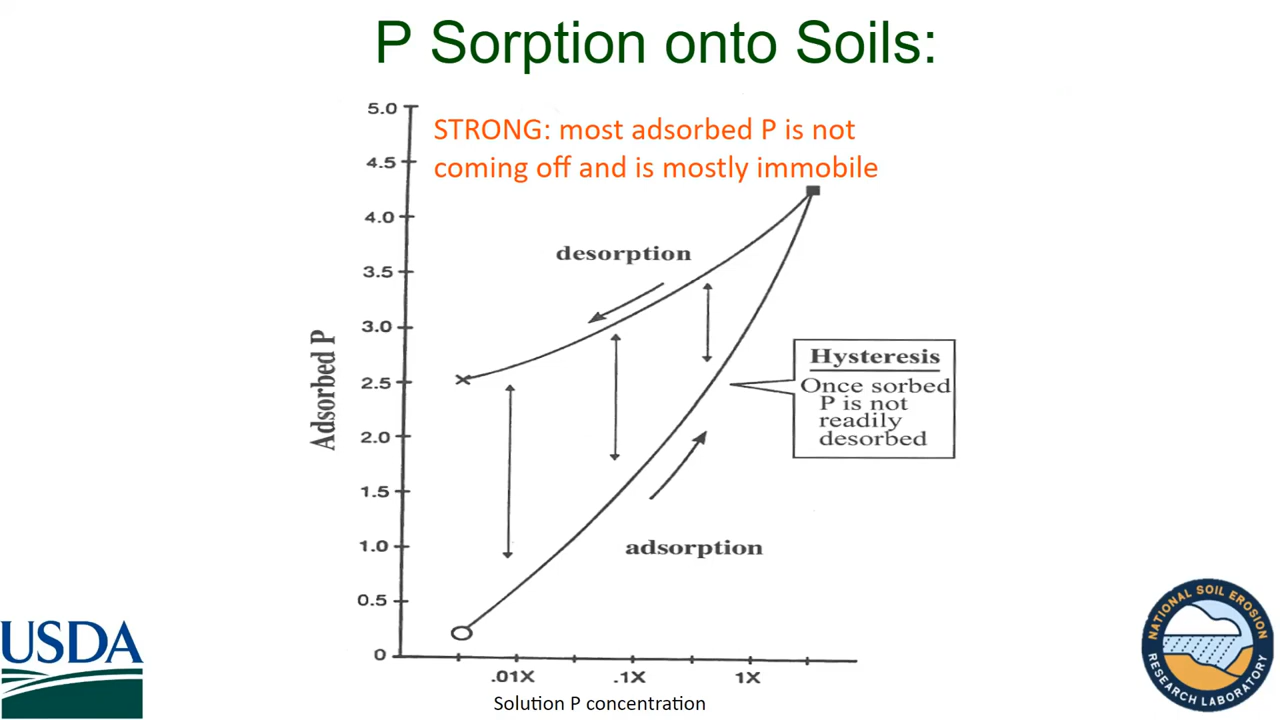 P Sorption onto Soils:
STRONG: most adsorbed P is not
coming off and is mostly immobile
5.0
4.5
4.0
3.5
3.0
2.5
2.0
1.5
1.0
0.5
0
Adsorbed P
desorption
adsorption
Hysteresis
Once sorbed
P is not
readily
desorbed
.01X
.1X
1X
Solution P concentration
USDA
NATIONAL SOIL EROSION
RESEARCH LABORATORY